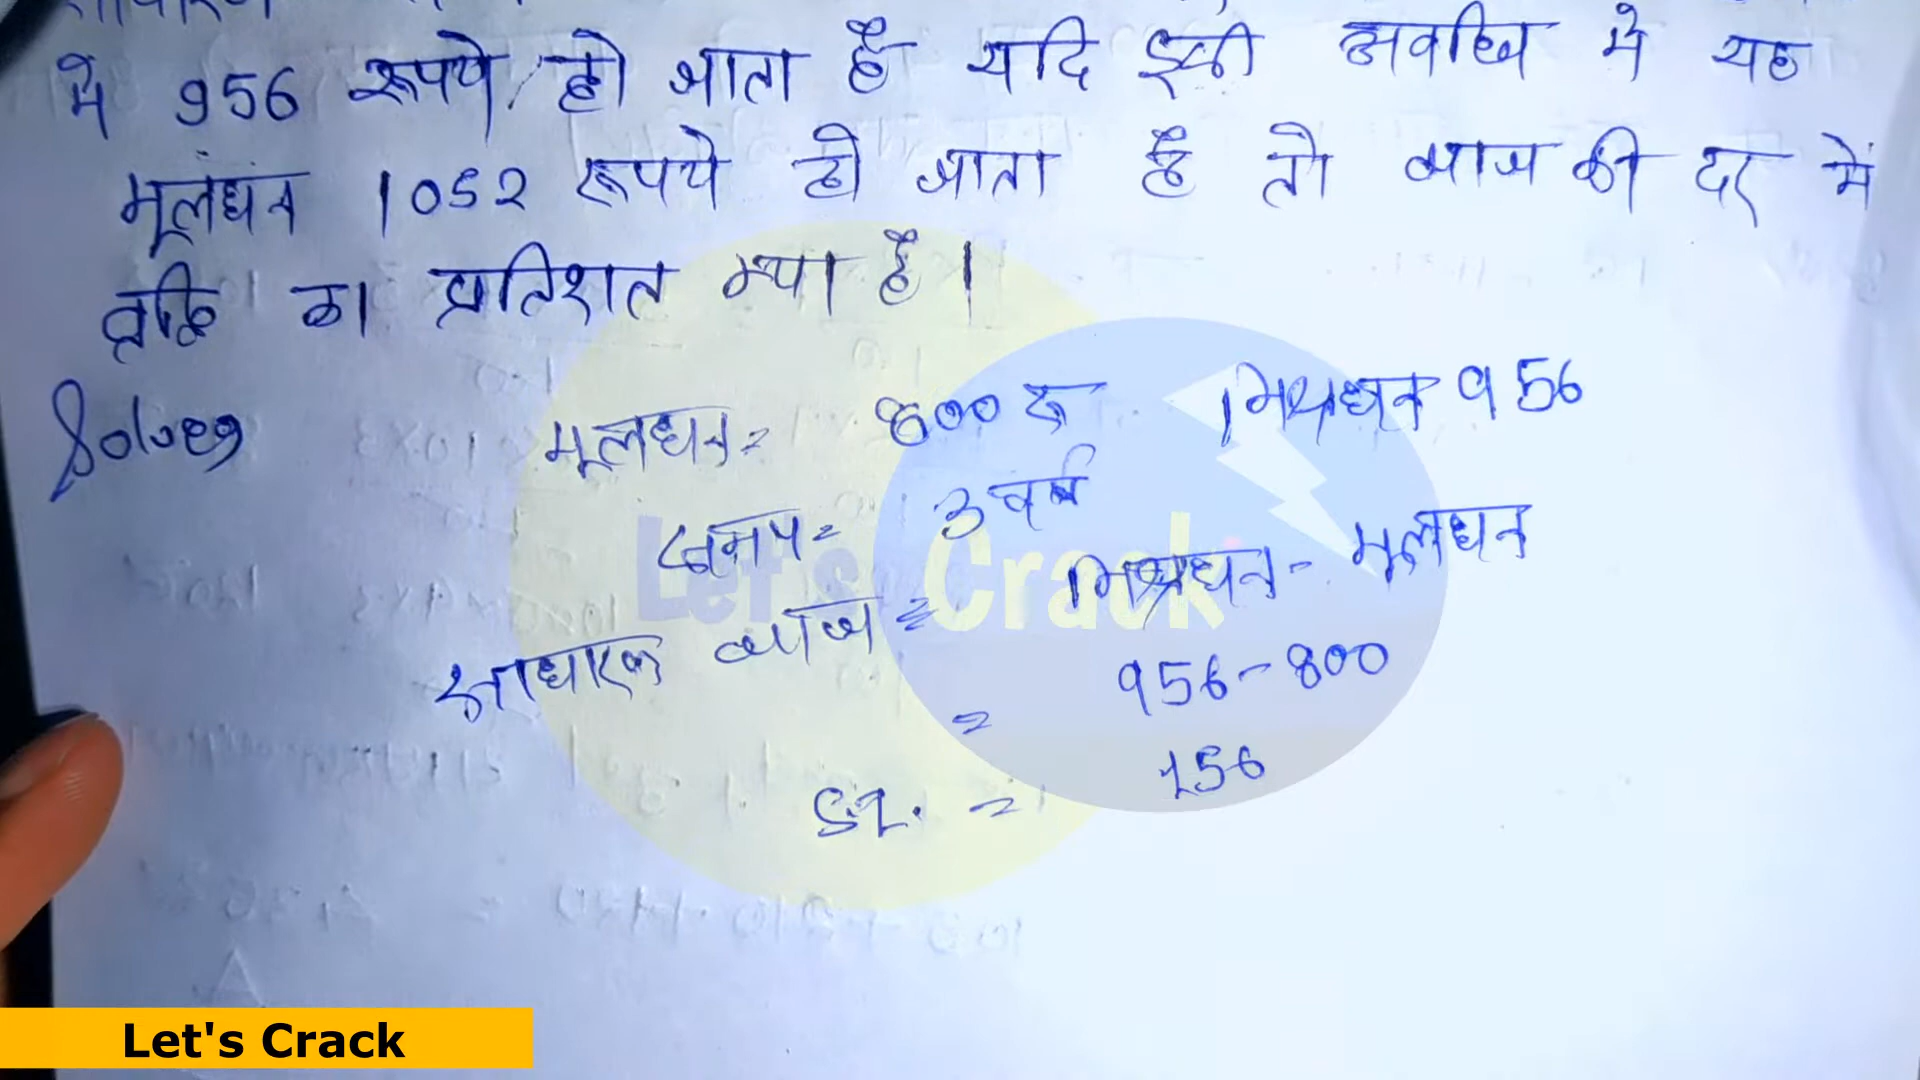 में 956 रूपये हो जाता है यदि इसी अवधि मे यह
मूलधन 1052 रूपये हो जाता है तो ब्याज की दर में
वृद्धि का प्रतिशत क्या है।
Solve
मूलधन = 800 रू मिश्रधन 956
समय = 3 वर्ष
साधारण ब्याज = मिश्रधन - मूलधन
= 956 - 800
SI. = 156
Let's Crack
Let's Crack